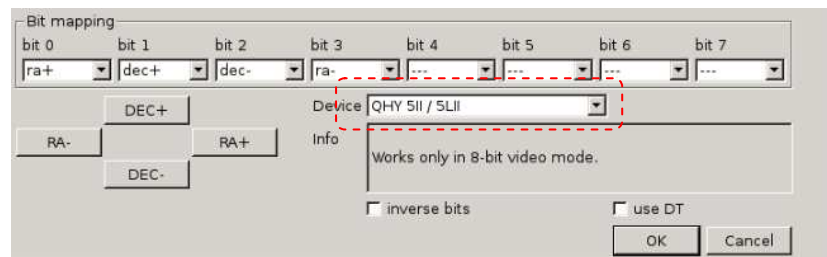 Bit mapping
bit 0 bit 1 bit 2 bit 3 bit 4 bit 5 bit 6 bit 7
ra+ dec+ dec- ra- --- --- --- ---
DEC+ Device QHY 5II / 5LII
RA- RA+ Info
Works only in 8-bit video mode.
DEC-
inverse bits use DT
OK Cancel